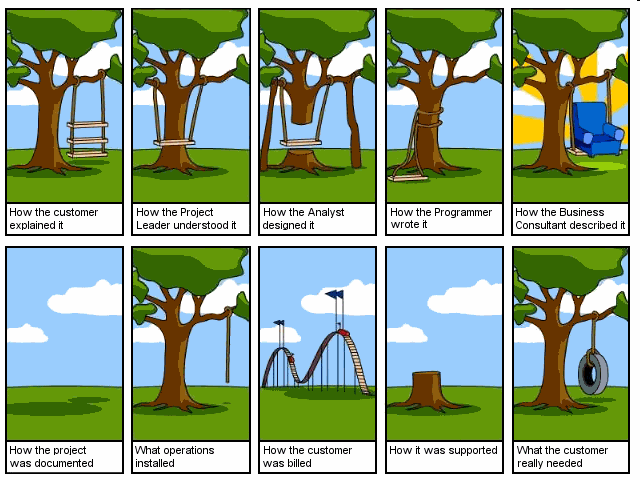 How the customer
explained it
How the Project
Leader understood it
How the Analyst
designed it
How the Programmer
wrote it
How the Business
Consultant described it
How the project
was documented
What operations
installed
How the customer
was billed
How it was supported
What the customer
really needed